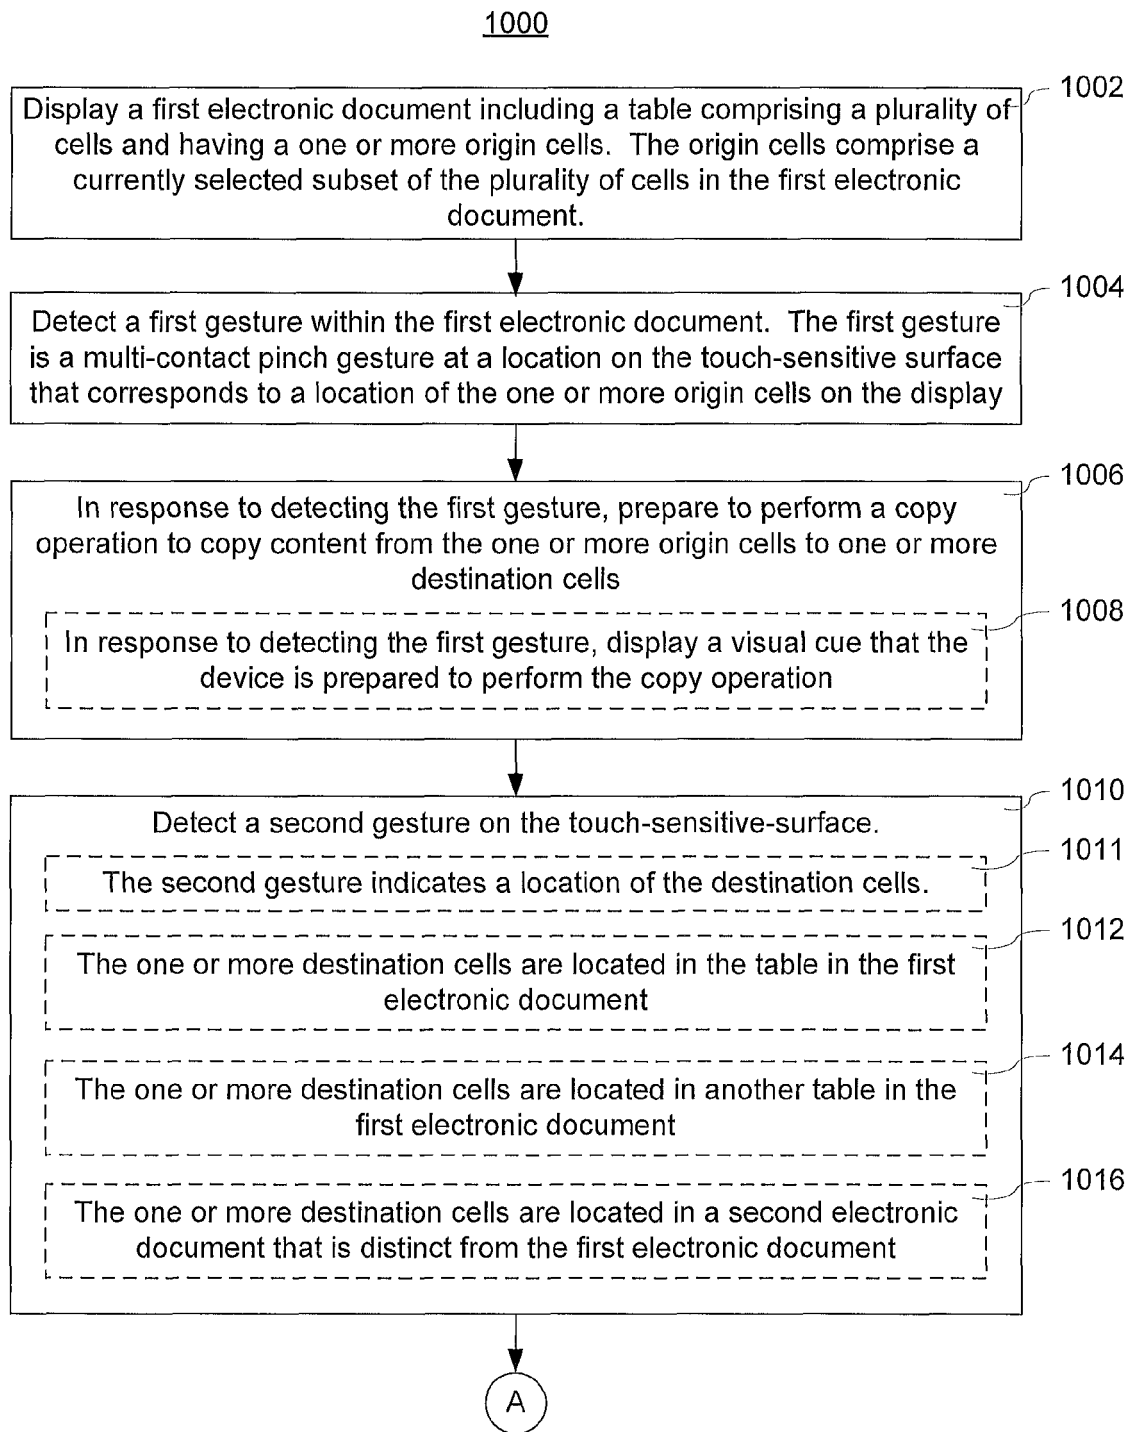 1000
1002
Display a first electronic document including a table comprising a plurality of
cells and having a one or more origin cells.  The origin cells comprise a
currently selected subset of the plurality of cells in the first electronic
document.
1004
Detect a first gesture within the first electronic document.  The first gesture
is a multi-contact pinch gesture at a location on the touch-sensitive surface
that corresponds to a location of the one or more origin cells on the display
1006
In response to detecting the first gesture, prepare to perform a copy
operation to copy content from the one or more origin cells to one or more
destination cells
1008
In response to detecting the first gesture, display a visual cue that the
device is prepared to perform the copy operation
1010
Detect a second gesture on the touch-sensitive-surface.
1011
The second gesture indicates a location of the destination cells.
1012
The one or more destination cells are located in the table in the first
electronic document
1014
The one or more destination cells are located in another table in the
first electronic document
1016
The one or more destination cells are located in a second electronic
document that is distinct from the first electronic document
A